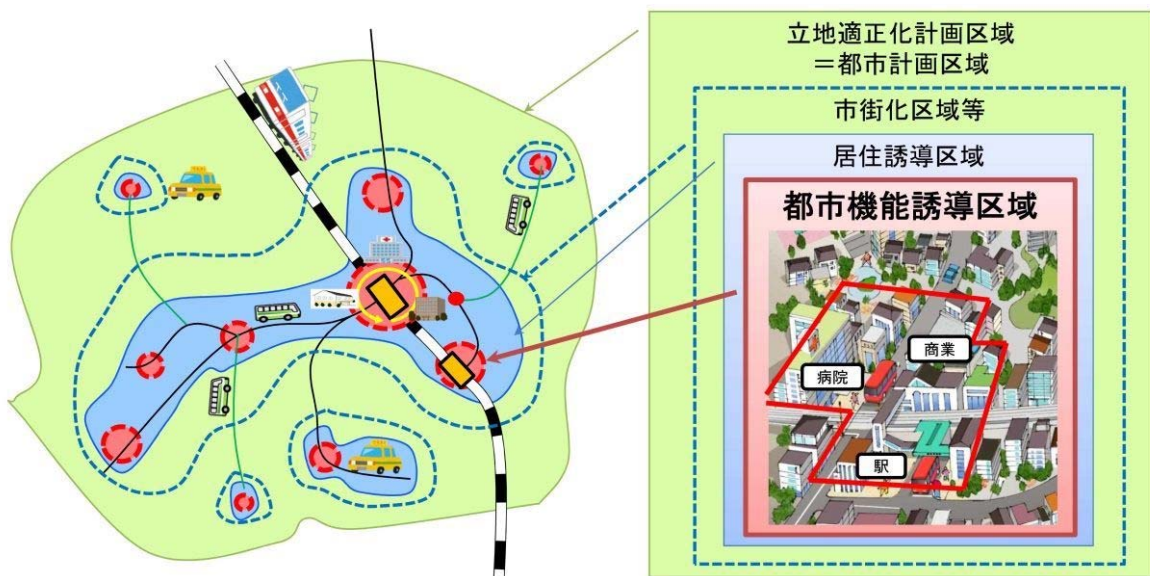 立地適正化計画区域
＝都市計画区域
市街化区域等
居住誘導区域
都市機能誘導区域
商業
病院
駅